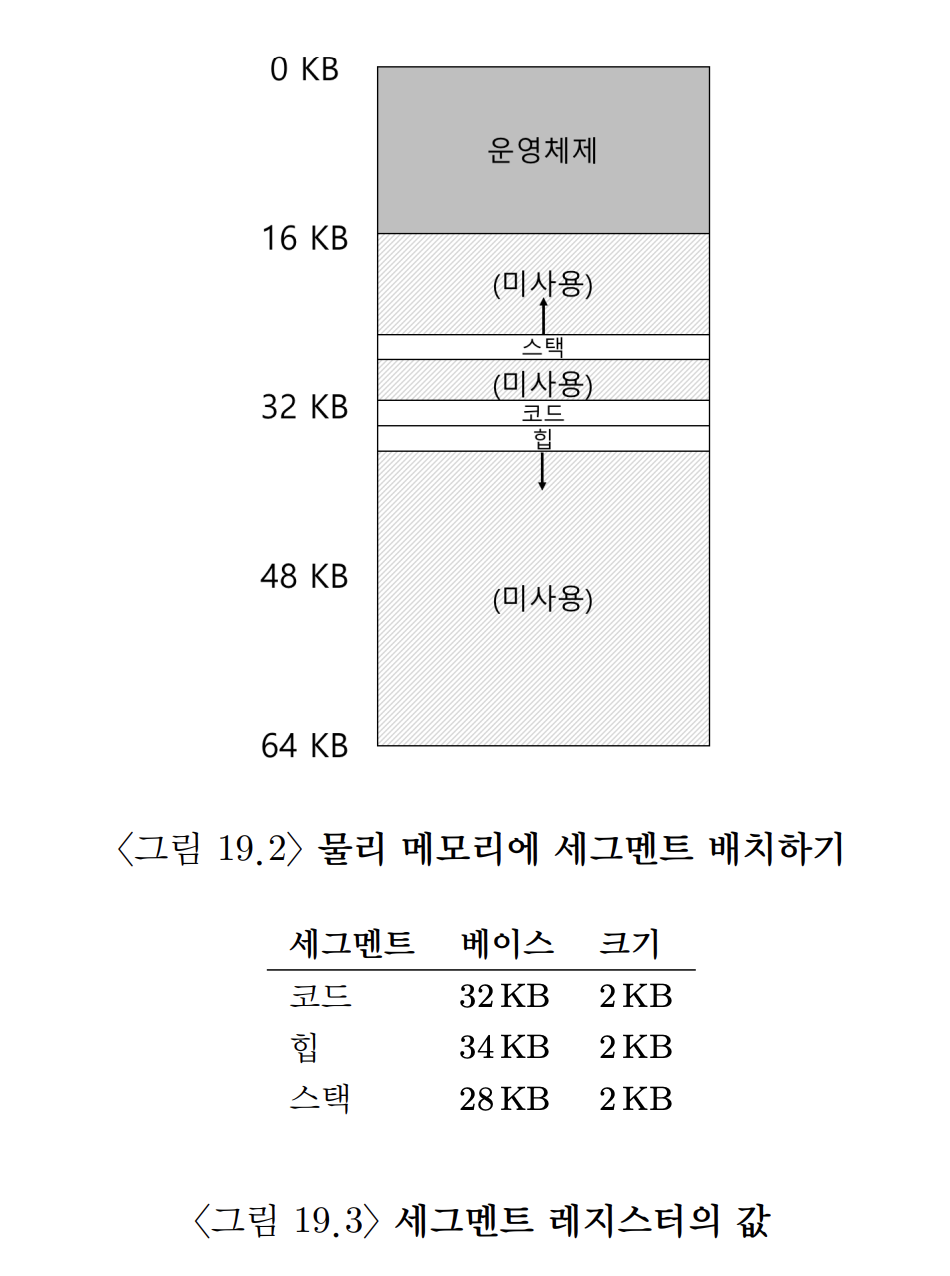 0 KB
운영체제
16 KB
(미사용)
스택
(미사용)
32 KB
코드
힙
48 KB
(미사용)
64 KB
〈그림 19.2〉 물리 메모리에 세그멘트 배치하기
세그멘트 베이스 크기
코드 32 KB 2 KB
힙 34 KB 2 KB
스택 28 KB 2 KB
〈그림 19.3〉 세그멘트 레지스터의 값